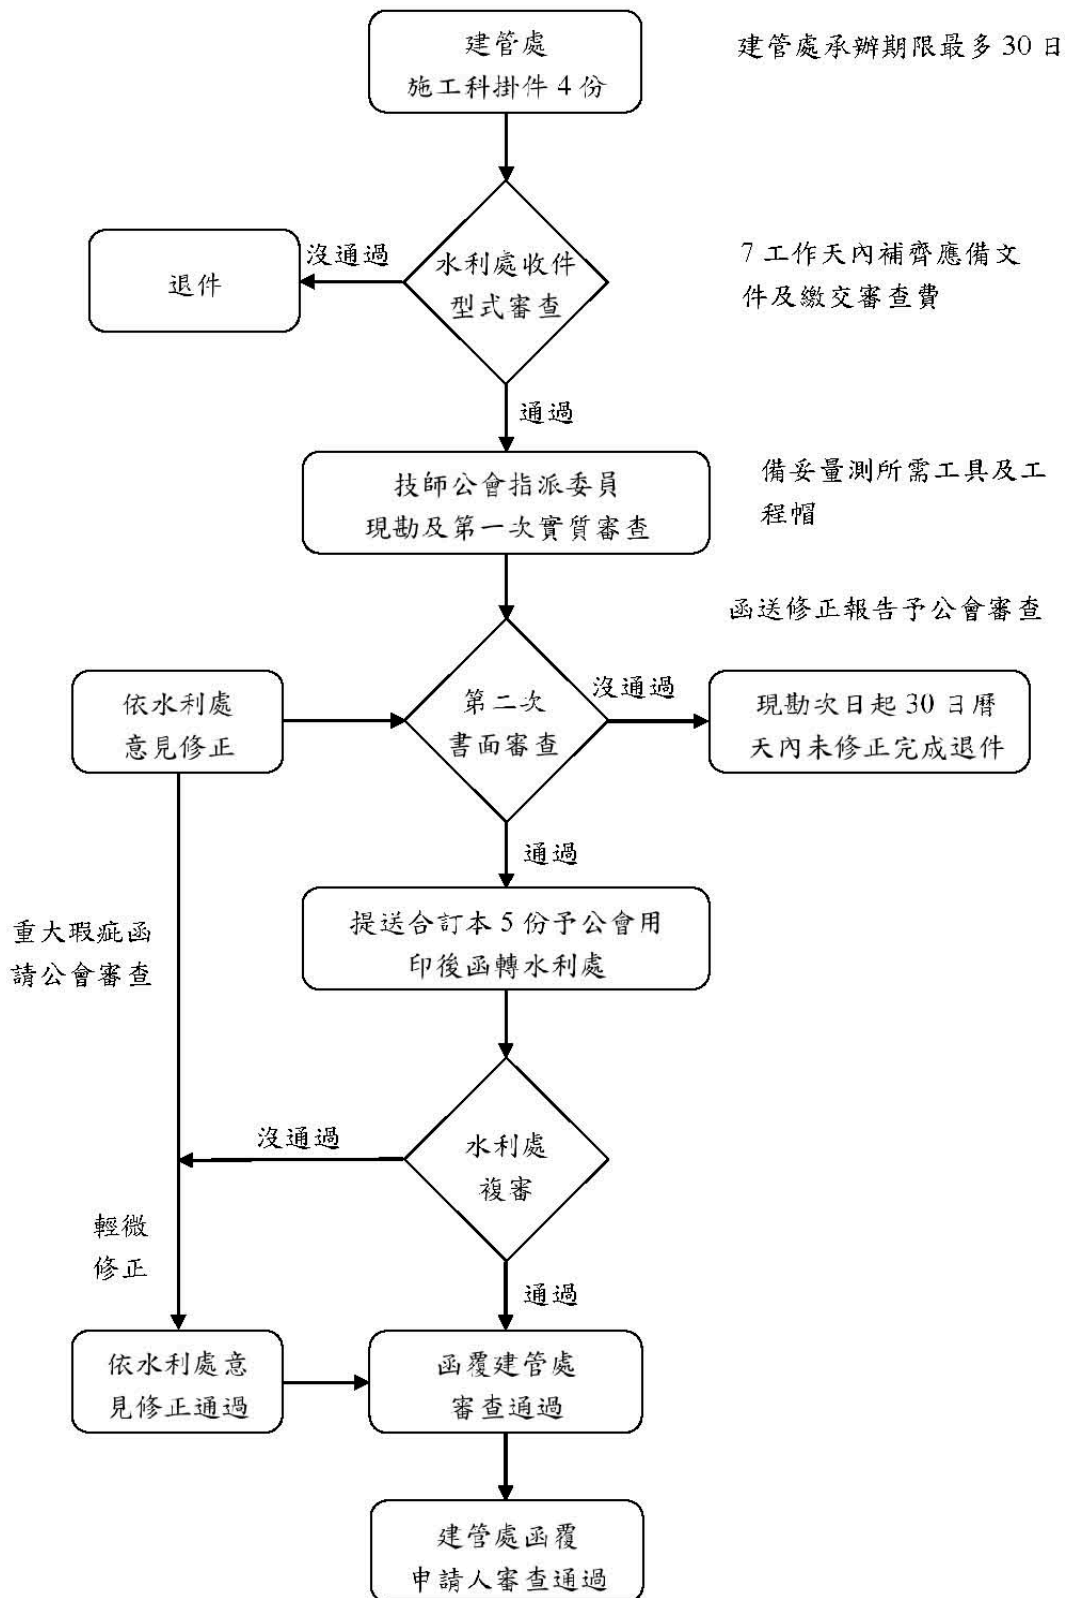 建管處
施工科掛件 4 份
建管處承辦期限最多 30 日
退件
沒通過
水利處收件
型式審查
7 工作天內補齊應備文
件及繳交審查費
通過
技師公會指派委員
現勘及第一次實質審查
備妥量測所需工具及工
程帽
函送修正報告予公會審查
依水利處
意見修正
第二次
書面審查
沒通過
現勘次日起 30 日曆
天內未修正完成退件
通過
重大瑕疵函
請公會審查
提送合訂本 5 份予公會用
印後函轉水利處
沒通過
水利處
複審
輕微
修正
通過
依水利處意
見修正通過
函覆建管處
審查通過
建管處函覆
申請人審查通過